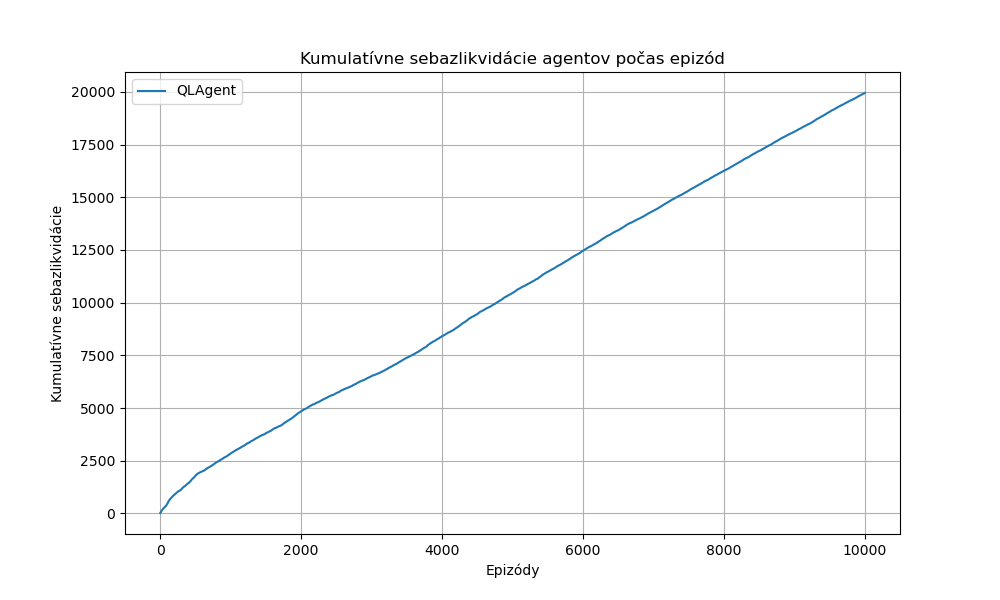 Kumulatívne sebazlikvidácie agentov počas epizód
QLAgent
Kumulatívne sebazlikvidácie
20000
17500
15000
12500
10000
7500
5000
2500
0
0 2000 4000 6000 8000 10000
Epizódy